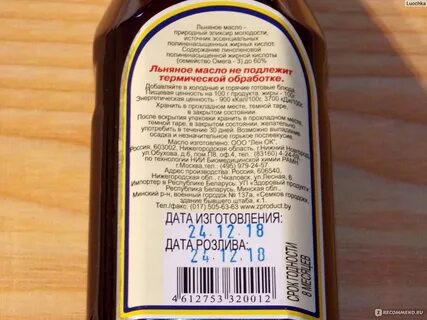 Luochka
Льняное масло -
природный эликсир молодости,
источник эссенциальных
полиненасыщенных жирных кислот.
Содержание линоленовой
полиненасыщенной жирной кислоты
(семейство Омега - 3) до 60%
Льняное масло не подлежит
термической обработке.
Добавляйте в холодные и горячие готовые блюда.
Пищевая ценность на 100 г продукта, жиры - 100.
Энергетическая ценность - 900 кКал/100г, 3700 кДж/100г.
Хранить в прохладном месте, темной таре,
в закрытом состоянии.
После вскрытия упаковки хранить в прохладном месте,
темной таре, в закрытом состоянии и
употребить в течение 30 дней. Возможно выпадение
осадка и незначительное горькое послевкусие.
Масло изготовлено: ООО "Лен ОК",
Россия, 603002, Нижегородская область, г.Нижний Новгород
ул.Обухова, д.6, пом П8, оф.4, тел.: (83160) 4-24-20
по технологии НИИ Биомедицинской химии РАМН
г.Москва, тел.: (495) 979-24-57
Адрес производства: Россия, 606540,
Нижегородская обл., г.Чкаловск, ул.Лесная, 6
Импортер в Республику Беларусь: УП "Здоровый продукт"
Республика Беларусь, Минская обл.
Минский р-н, военный городок № 137а, "Семков городок",
здание бывшего штаба, к.1.
Тел./факс: (017) 505-63-63 www.zproduct.by
ДАТА ИЗГОТОВЛЕНИЯ:
24.12.18
ДАТА РОЗЛИВА:
24.12.18
СРОК ГОДНОСТИ
8 МЕСЯЦЕВ
4 612753 320012
RECOMMEND.RU